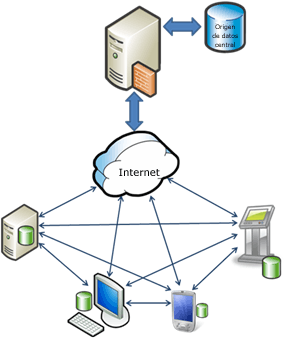 Origen
de datos
central
Internet